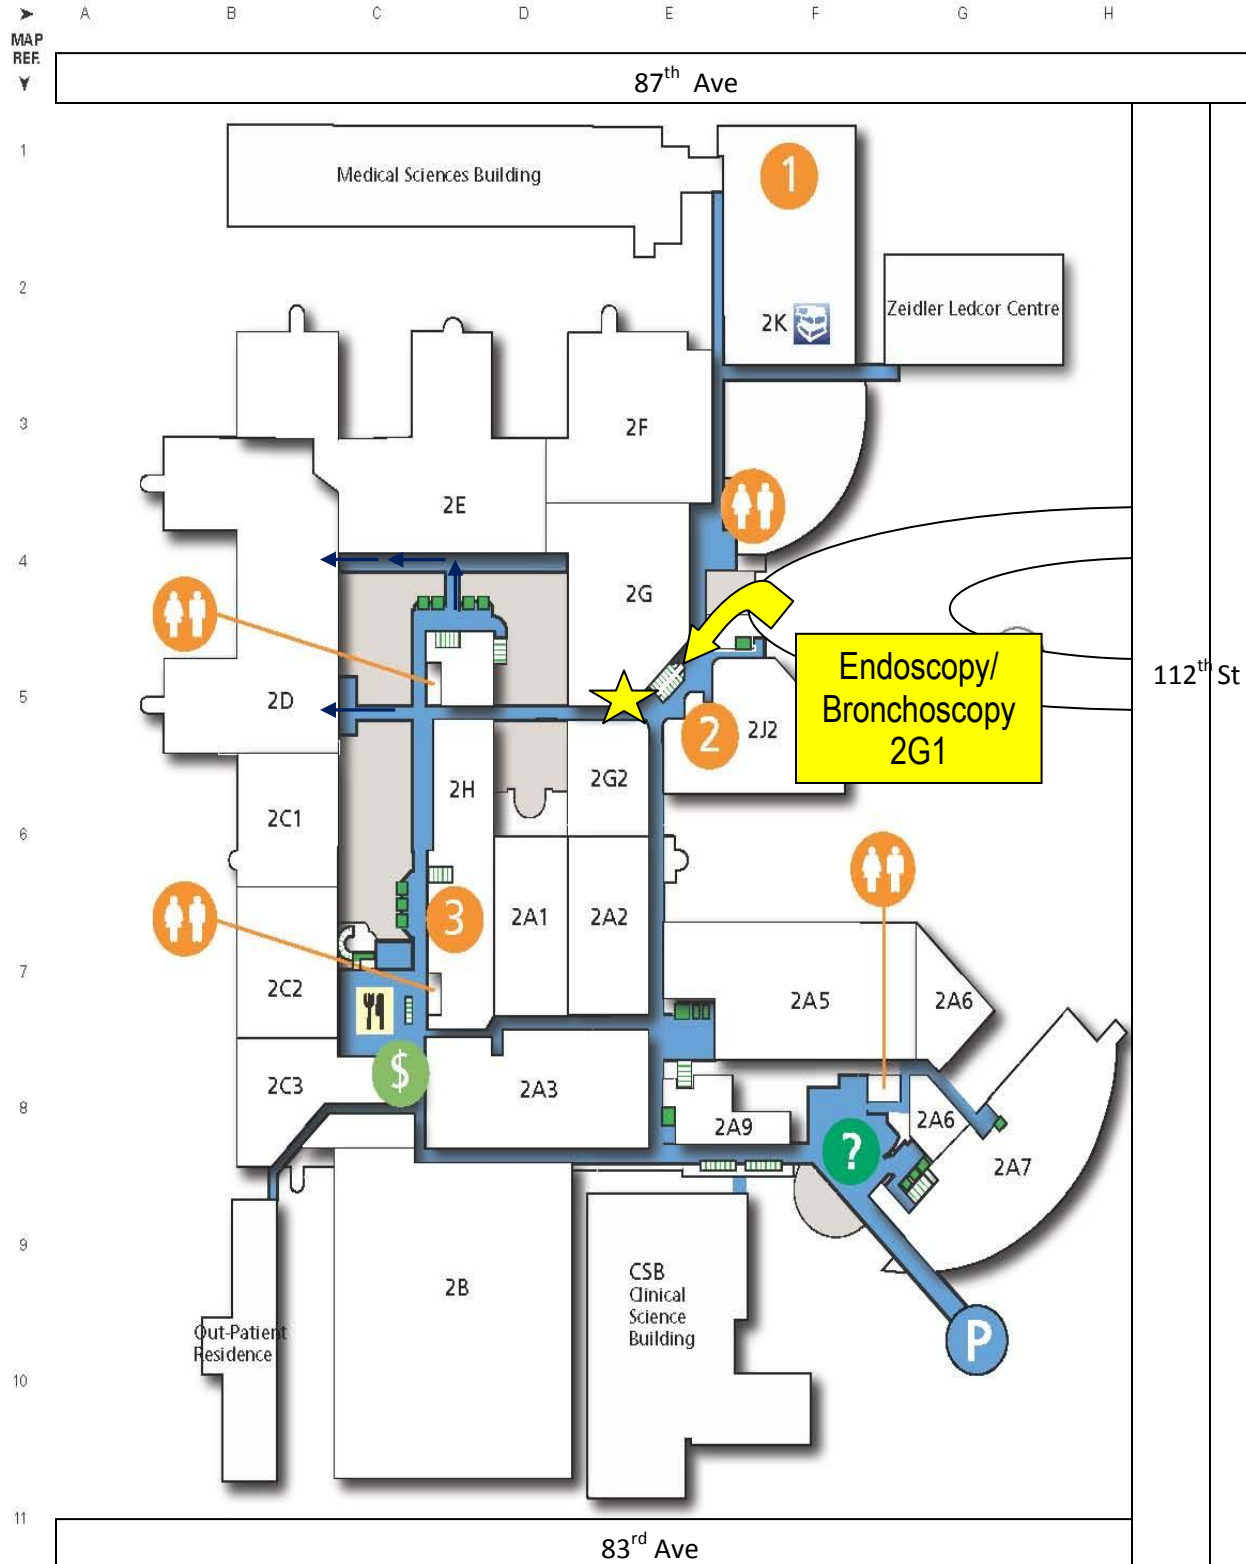 A B C D E F G H
MAP
REF.
87th Ave
1
Medical Sciences Building
1
2
2K
Zeidler Ledcor Centre
3
2F
2E
4
2G
Endoscopy/
Bronchoscopy
2G1
112th St
5
2D
2
2J2
2H
2G2
2C1
6
3
2A1
2A2
7
2C2
2A5
2A6
$
2C3
2A3
8
2A9
2A6
?
2A7
9
2B
CSB
Clinical
Science
Building
Out-Patient
Residence
P
10
11
83rd Ave